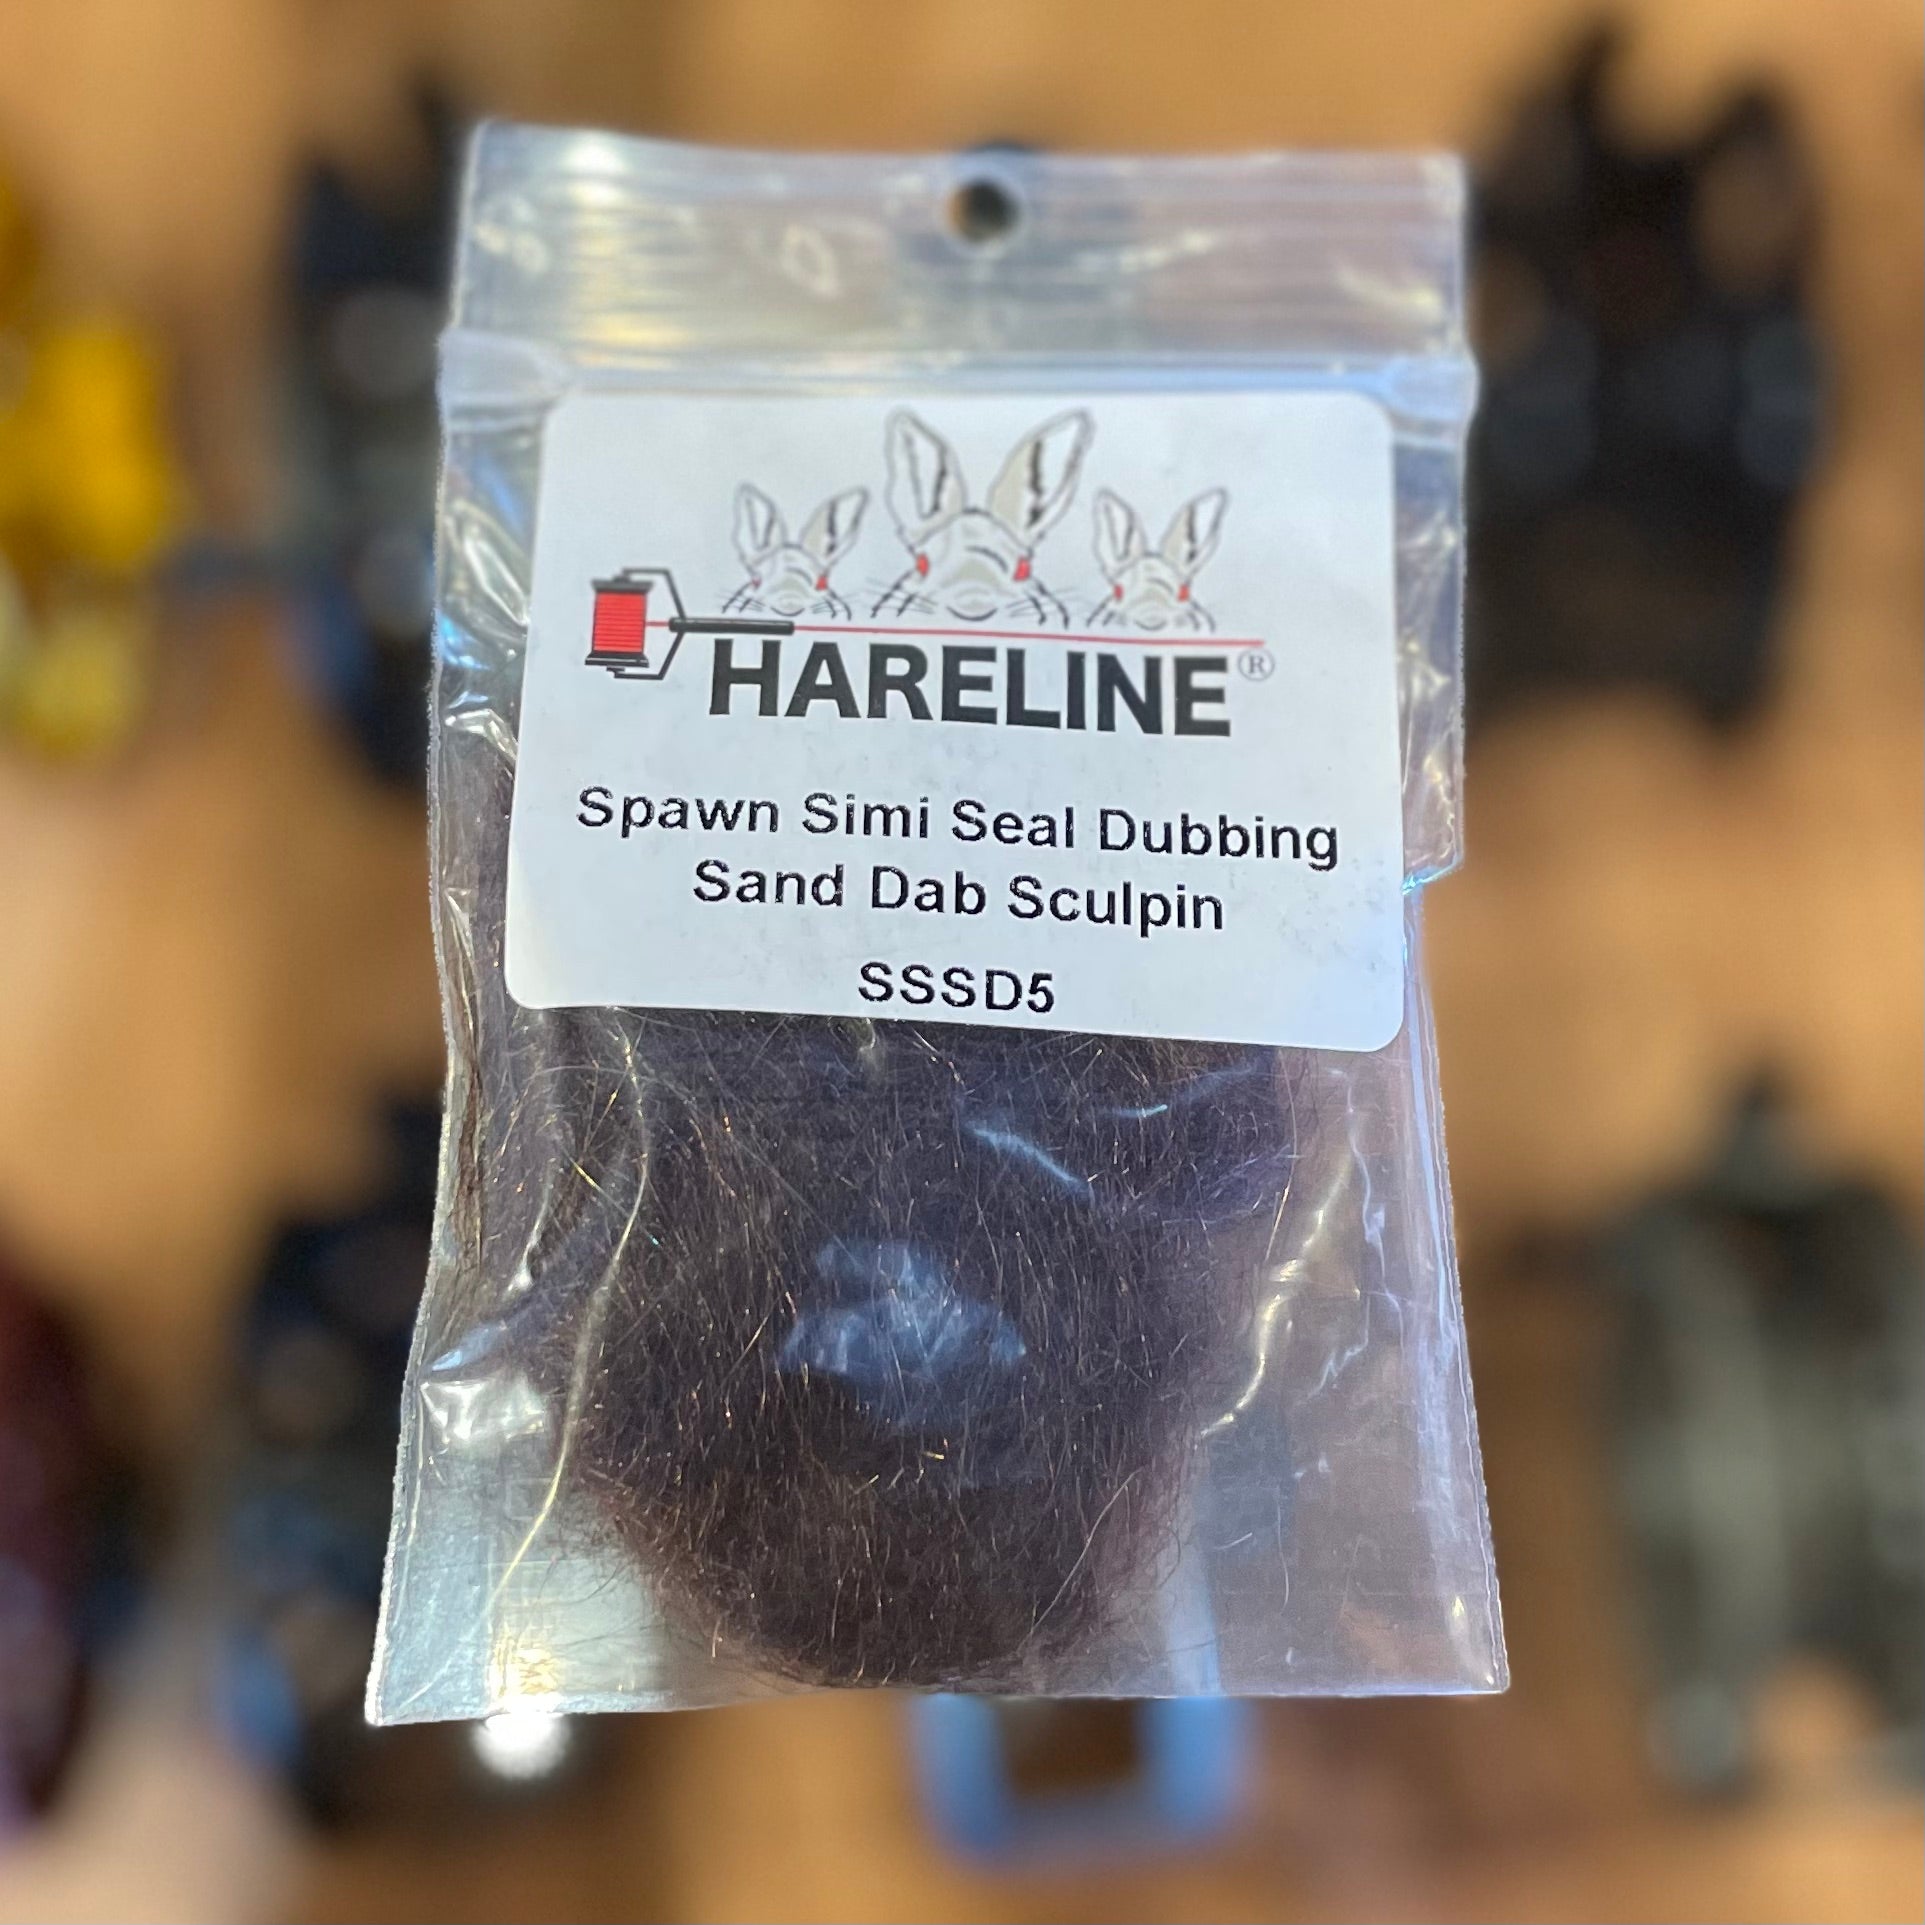 HARELINE®
Spawn Simi Seal Dubbing
Sand Dab Sculpin
SSSD5